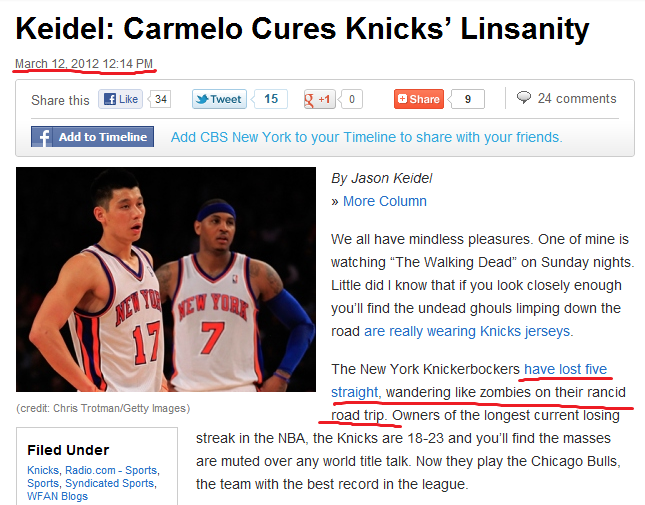 Keidel: Carmelo Cures Knicks’ Linsanity
March 12, 2012 12:14 PM
Share this Like 34 Tweet 15 +1 0 Share 9 24 comments
Add to Timeline Add CBS New York to your Timeline to share with your friends.
By Jason Keidel
» More Column
We all have mindless pleasures. One of mine is
watching “The Walking Dead” on Sunday nights.
Little did I know that if you look closely enough
you’ll find the undead ghouls limping down the
road are really wearing Knicks jerseys.
NEW YORK
17
NEW YORK
7
The New York Knickerbockers have lost five
straight, wandering like zombies on their rancid
road trip. Owners of the longest current losing
streak in the NBA, the Knicks are 18-23 and you’ll find the masses
are muted over any world title talk. Now they play the Chicago Bulls,
the team with the best record in the league.
(credit: Chris Trotman/Getty Images)
Filed Under
Knicks, Radio.com - Sports,
Sports, Syndicated Sports,
WFAN Blogs